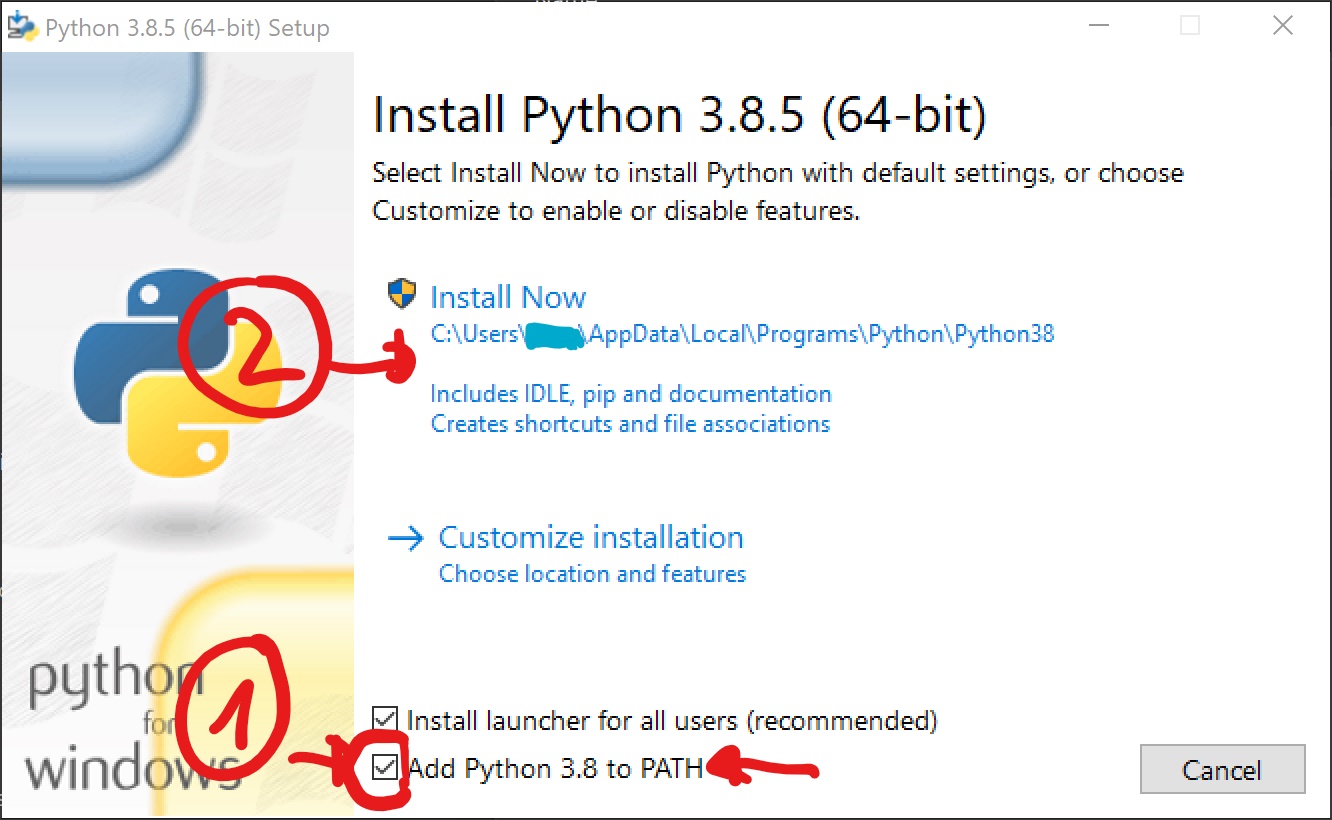 Python 3.8.5 (64-bit) Setup
Install Python 3.8.5 (64-bit)
Select Install Now to install Python with default settings, or choose
Customize to enable or disable features.
2
Install Now
C:\Users\ \AppData\Local\Programs\Python\Python38
Includes IDLE, pip and documentation
Creates shortcuts and file associations
Customize installation
Choose location and features
python
for
windows
1
Install launcher for all users (recommended)
Add Python 3.8 to PATH
Cancel